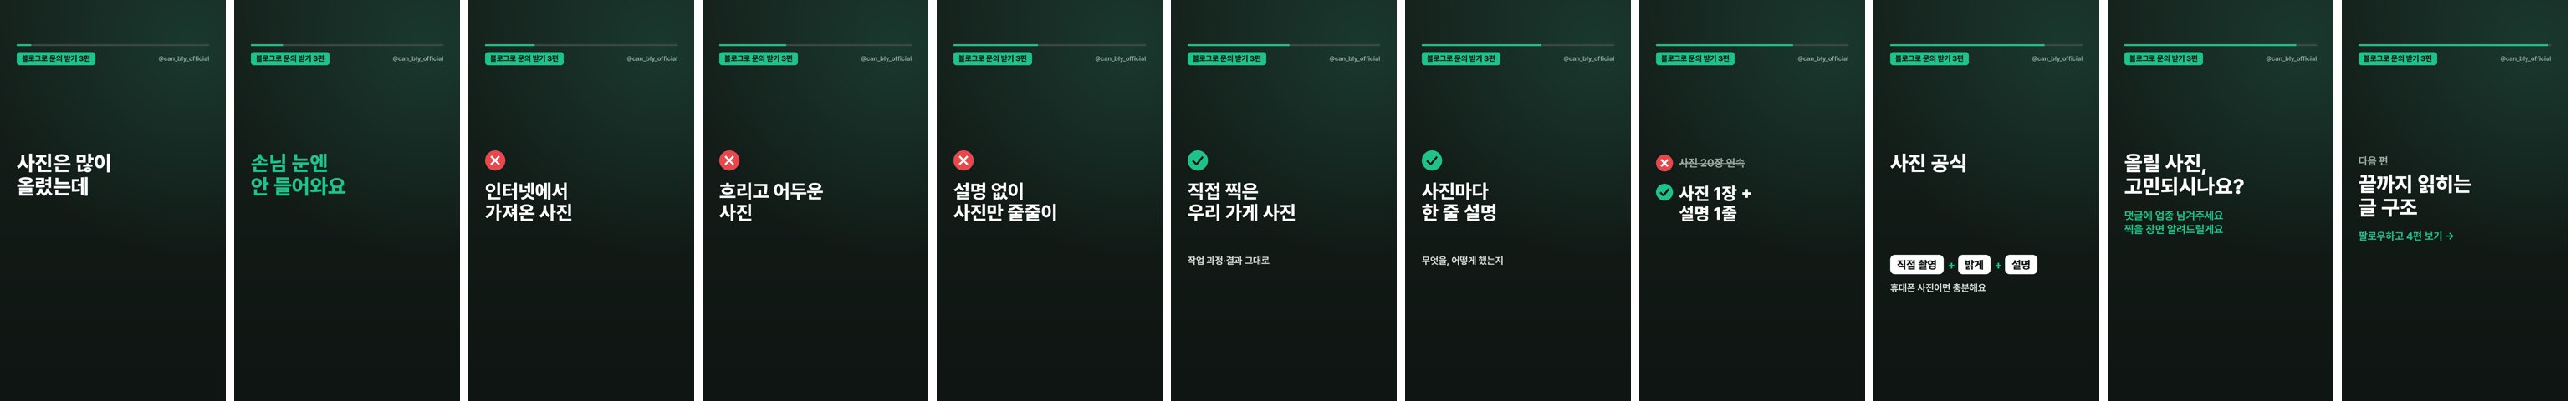 블로그로 문의 받기 3편
@can_bly_official
사진은 많이
올렸는데
블로그로 문의 받기 3편
@can_bly_official
손님 눈엔
안 들어와요
블로그로 문의 받기 3편
@can_bly_official
인터넷에서
가져온 사진
블로그로 문의 받기 3편
@can_bly_official
흐리고 어두운
사진
블로그로 문의 받기 3편
@can_bly_official
설명 없이
사진만 줄줄이
블로그로 문의 받기 3편
@can_bly_official
직접 찍은
우리 가게 사진
작업 과정·결과 그대로
블로그로 문의 받기 3편
@can_bly_official
사진마다
한 줄 설명
무엇을, 어떻게 했는지
블로그로 문의 받기 3편
@can_bly_official
사진 20장 연속
사진 1장 +
설명 1줄
블로그로 문의 받기 3편
@can_bly_official
사진 공식
직접 촬영 + 밝게 + 설명
휴대폰 사진이면 충분해요
블로그로 문의 받기 3편
@can_bly_official
올릴 사진,
고민되시나요?
댓글에 업종 남겨주세요
찍을 장면 알려드릴게요
블로그로 문의 받기 3편
@can_bly_official
다음 편
끝까지 읽히는
글 구조
팔로우하고 4편 보기 →